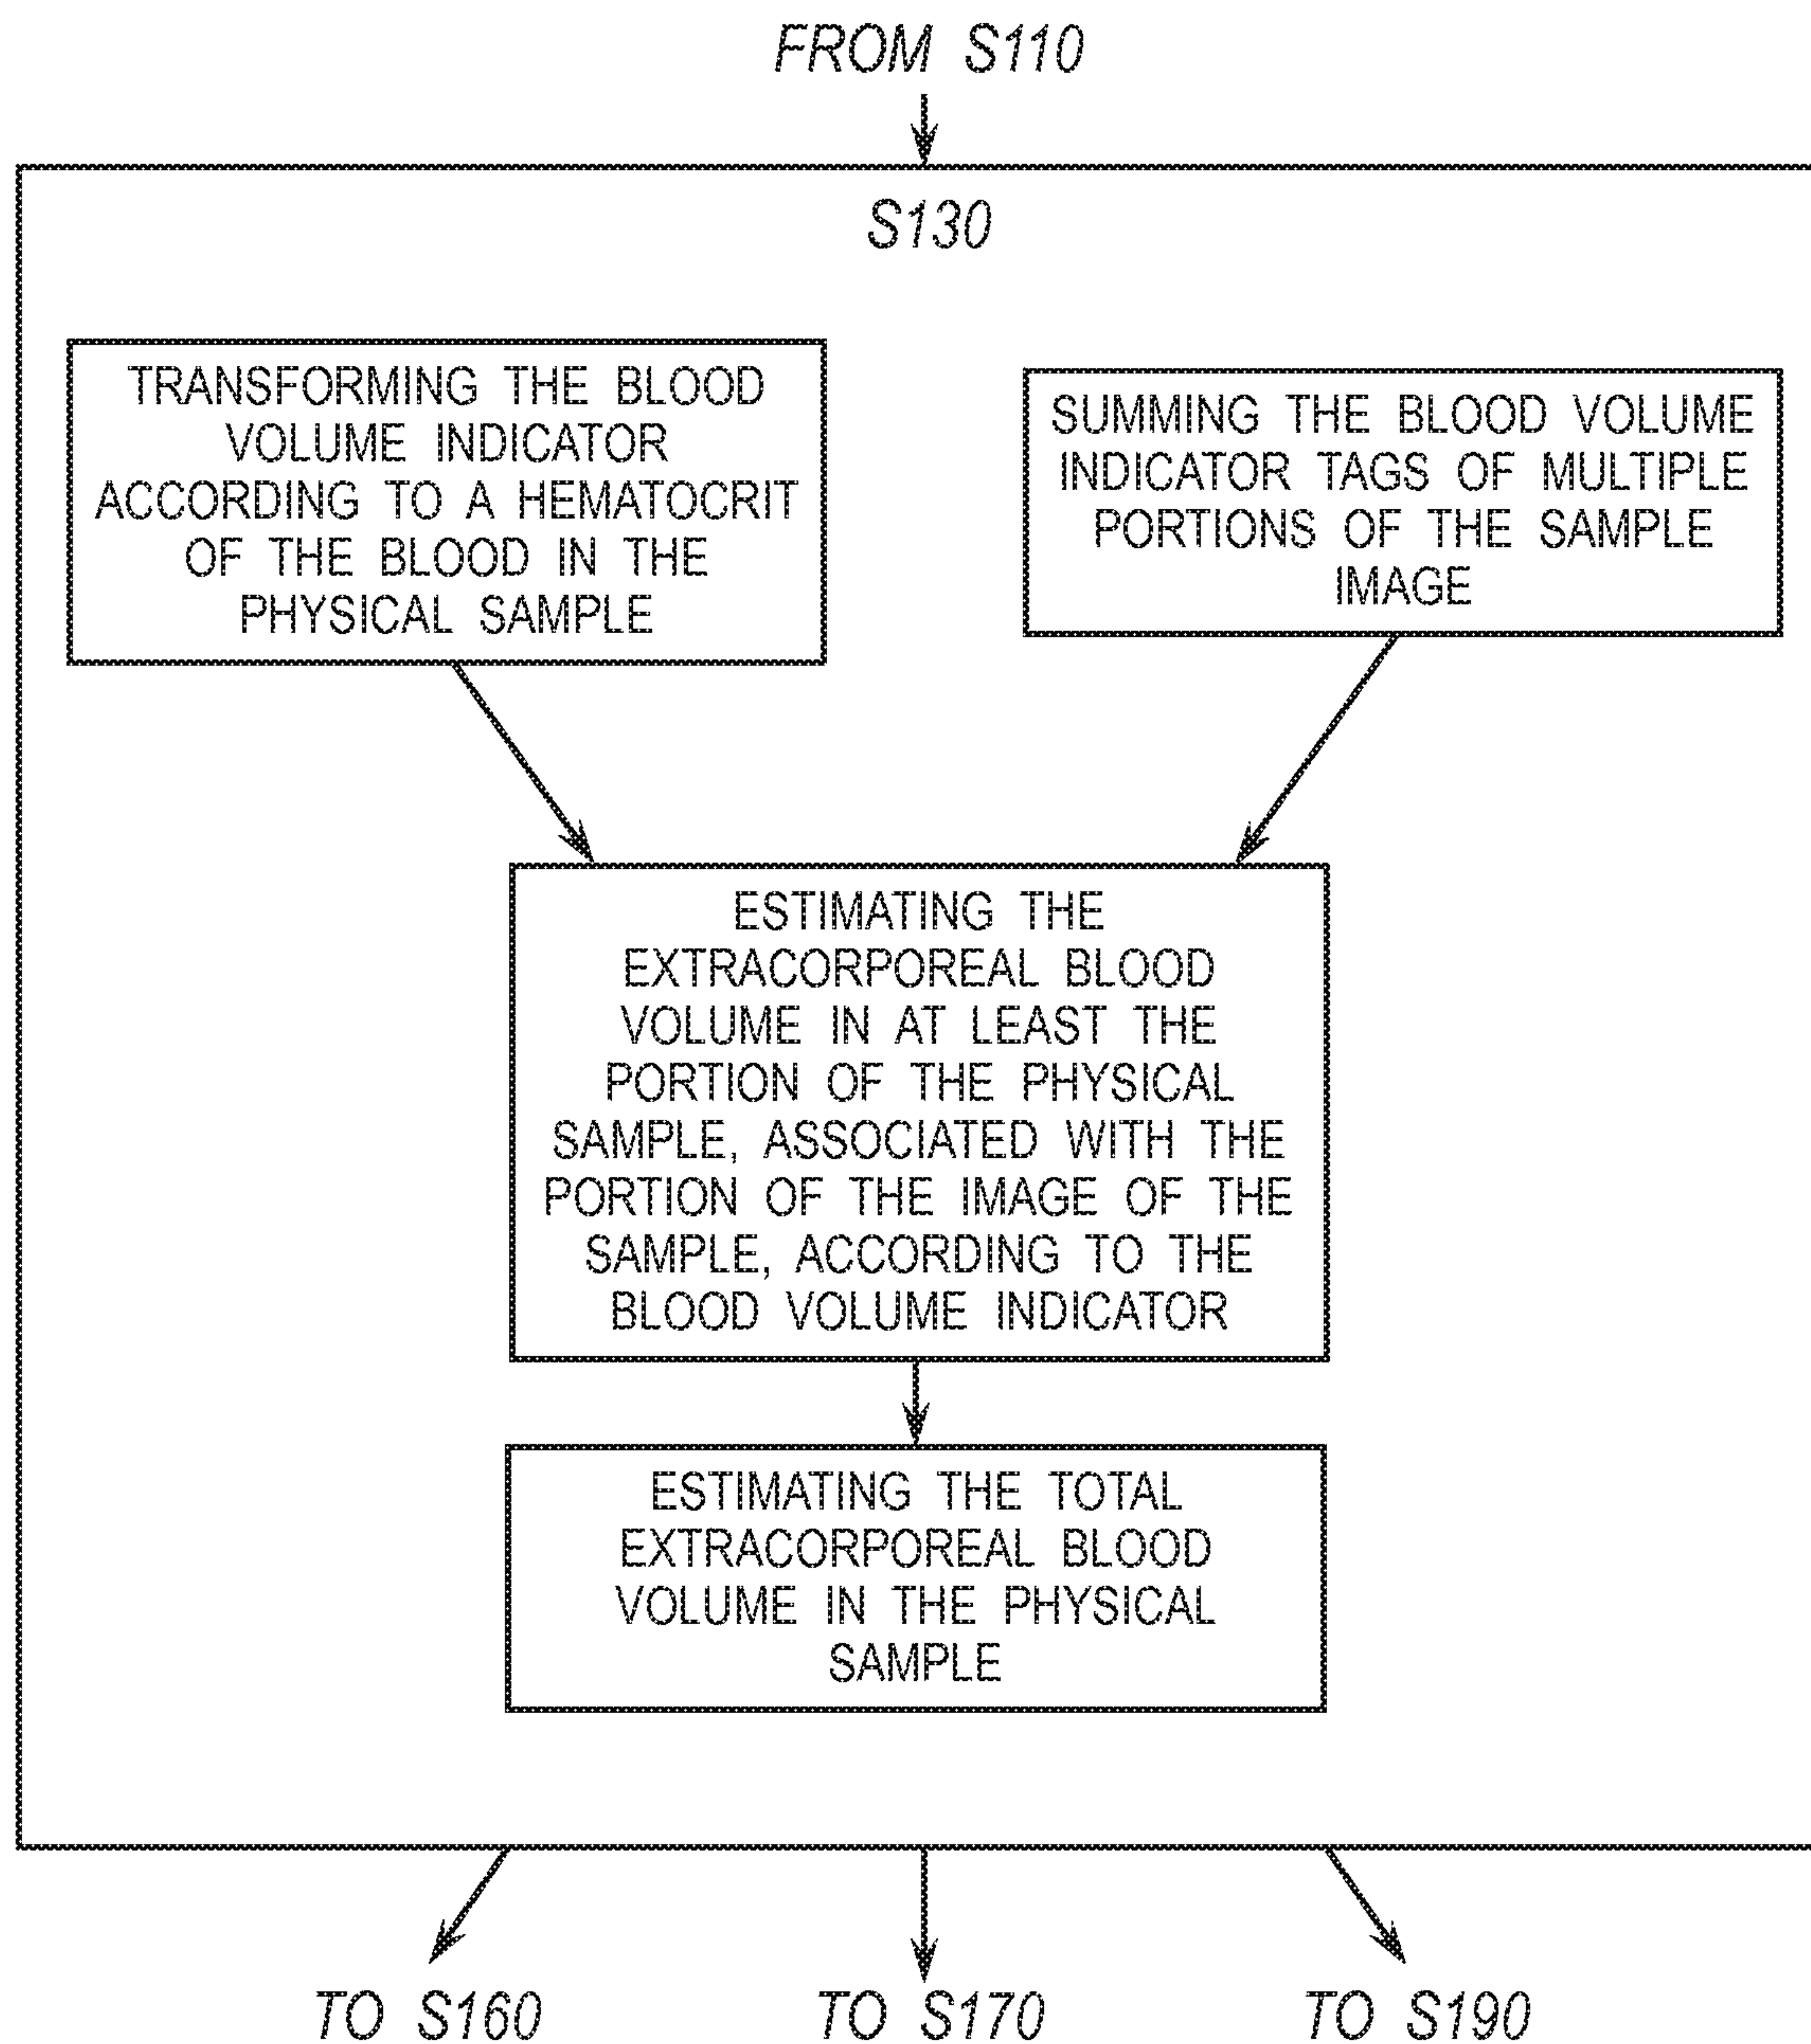 FROM S110
S130
TRANSFORMING THE BLOOD
VOLUME INDICATOR
ACCORDING TO A HEMATOCRIT
OF THE BLOOD IN THE
PHYSICAL SAMPLE
SUMMING THE BLOOD VOLUME
INDICATOR TAGS OF MULTIPLE
PORTIONS OF THE SAMPLE
IMAGE
ESTIMATING THE
EXTRACORPOREAL BLOOD
VOLUME IN AT LEAST THE
PORTION OF THE PHYSICAL
SAMPLE, ASSOCIATED WITH THE
PORTION OF THE IMAGE OF THE
SAMPLE, ACCORDING TO THE
BLOOD VOLUME INDICATOR
ESTIMATING THE TOTAL
EXTRACORPOREAL BLOOD
VOLUME IN THE PHYSICAL
SAMPLE
TO S160
TO S170
TO S190